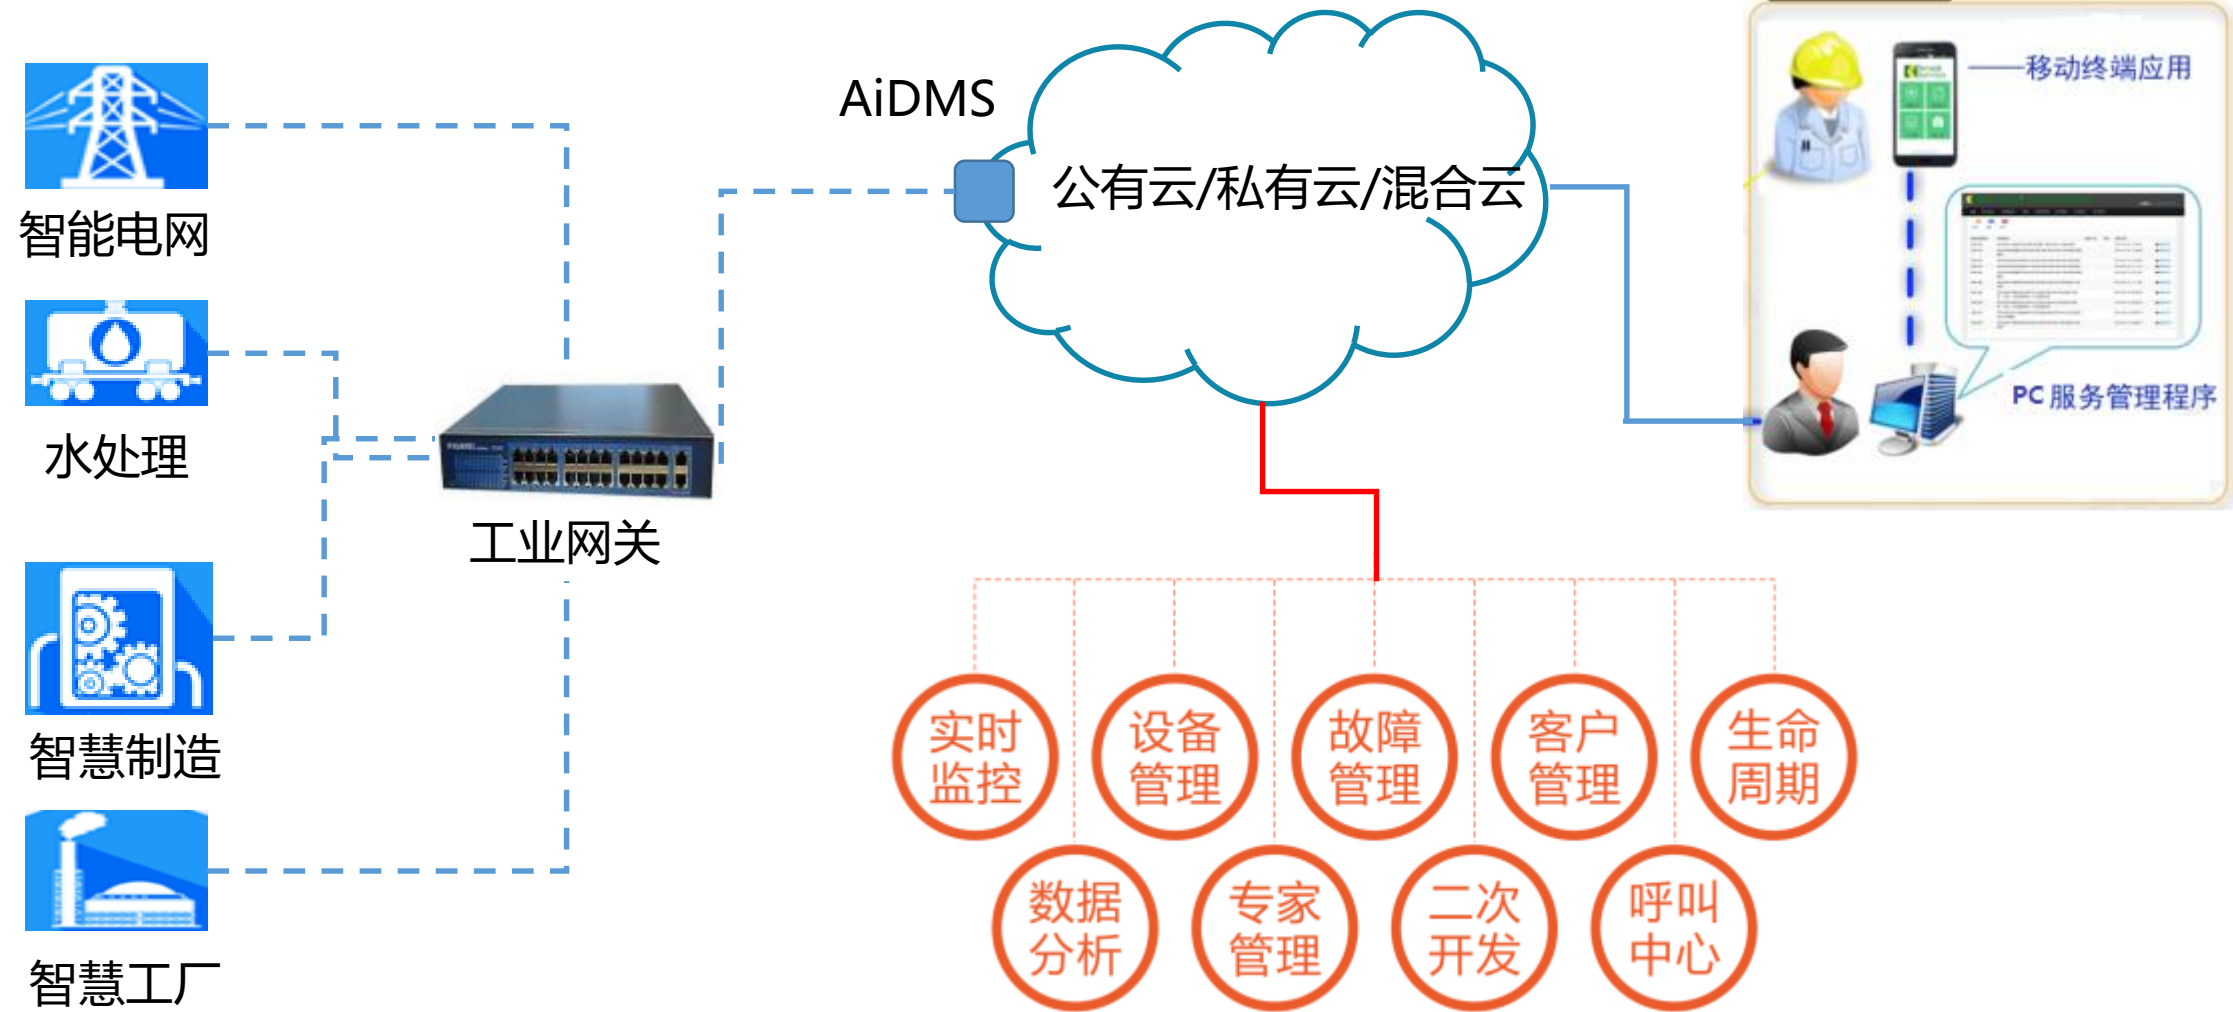 智能电网
水处理
智慧制造
智慧工厂
工业网关
AiDMS
公有云/私有云/混合云
移动终端应用
PC 服务管理程序
实时
监控
设备
管理
故障
管理
客户
管理
生命
周期
数据
分析
专家
管理
二次
开发
呼叫
中心